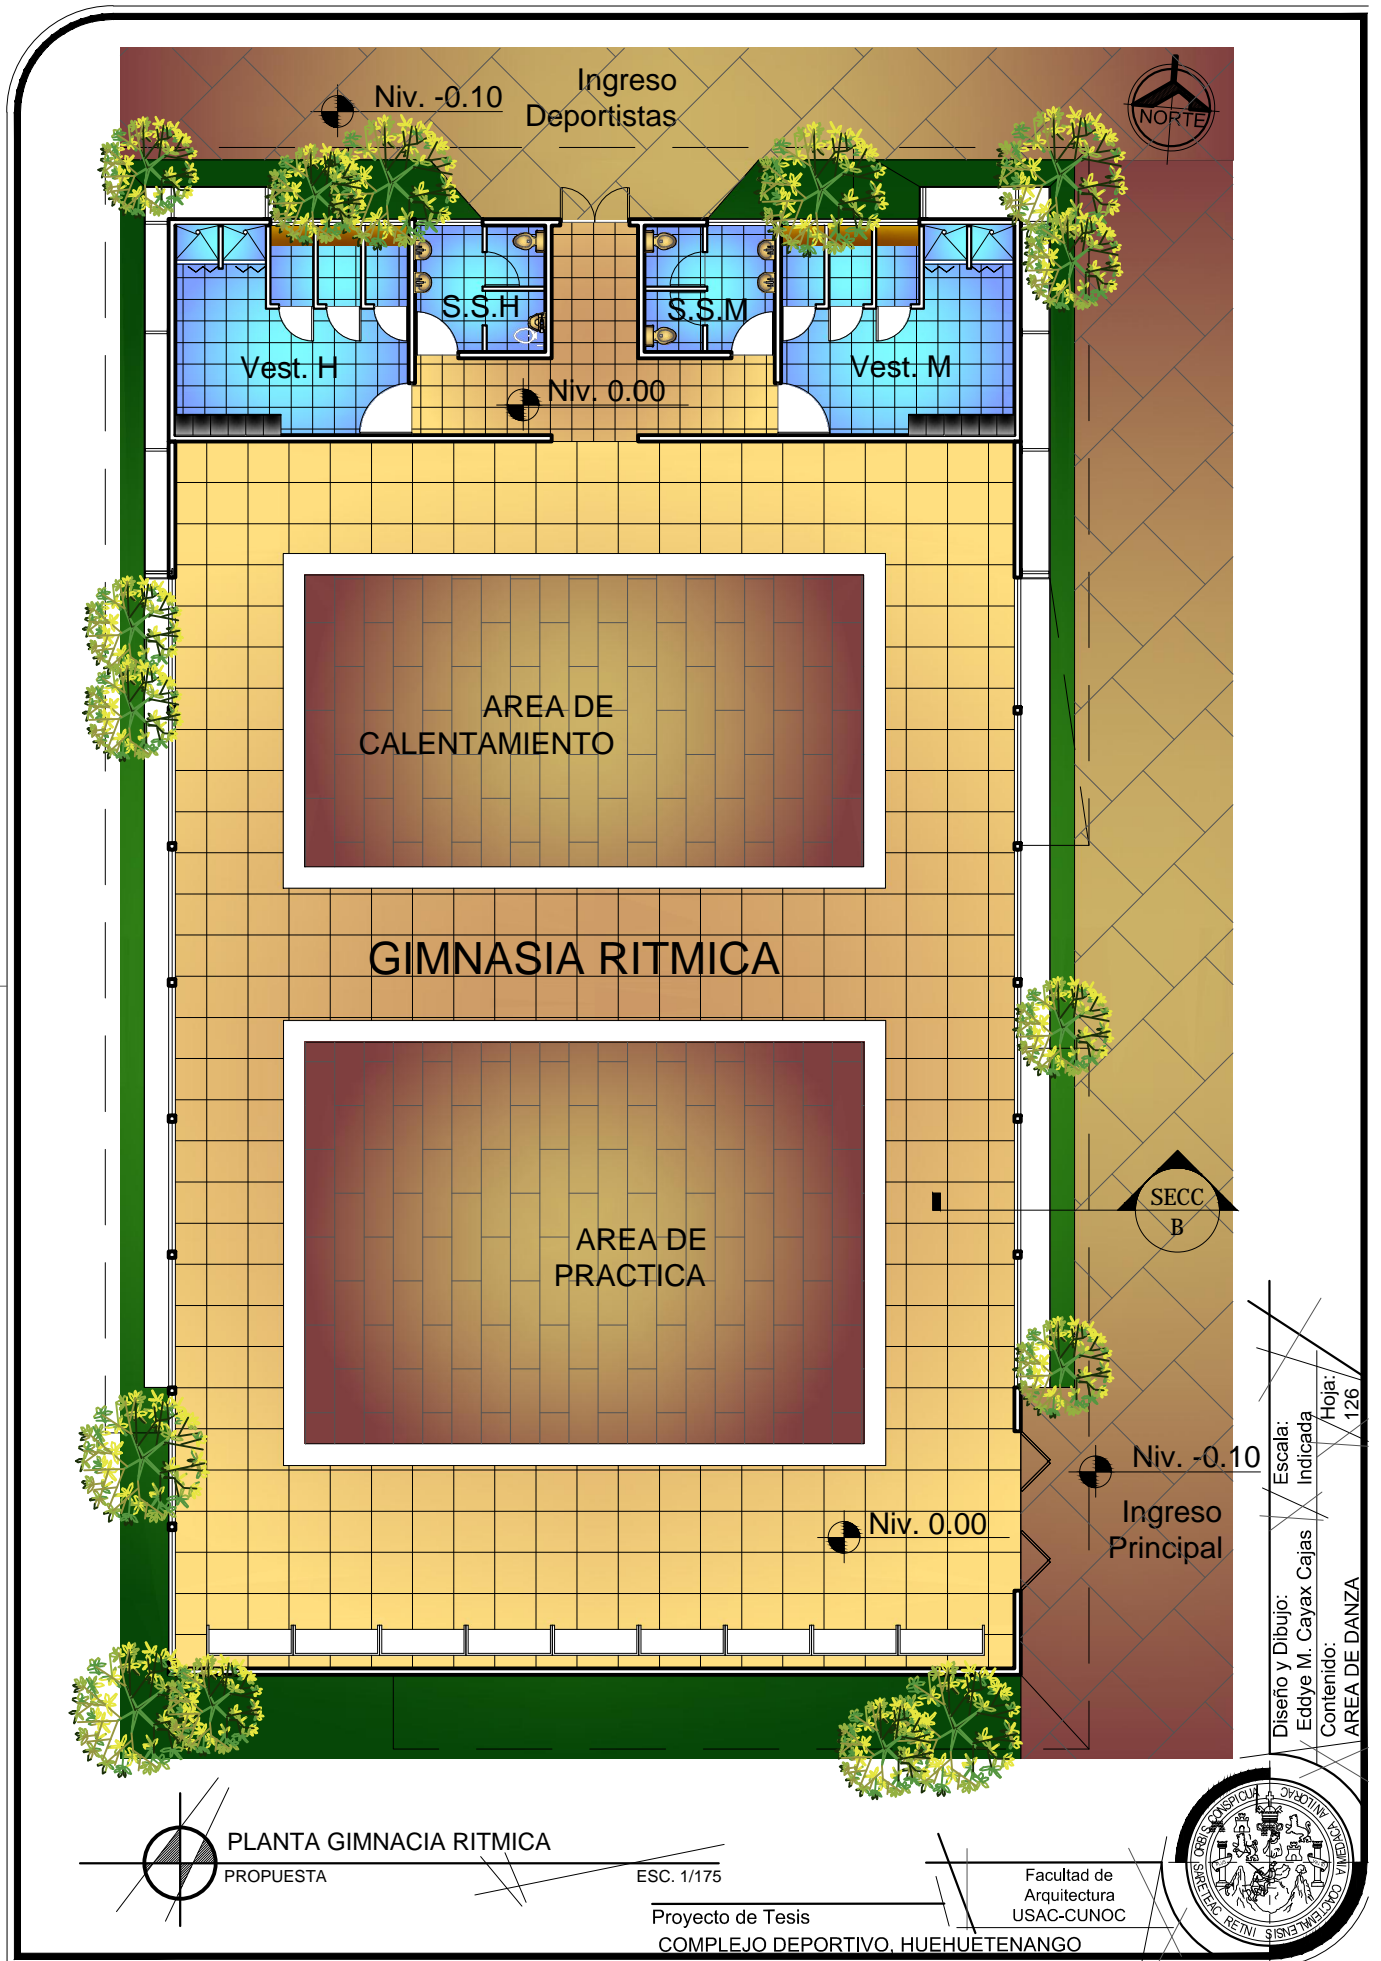 Niv. -0.10
Ingreso
Deportistas
NORTE
S.S.H
S.S.M
Vest. H
Vest. M
Niv. 0.00
AREA DE
CALENTAMIENTO
GIMNASIA RITMICA
AREA DE
PRACTICA
SECC
B
Niv. -0.10
Ingreso
Principal
Niv. 0.00
Diseño y Dibujo:
Eddye M. Cayax Cajas
Escala:
Indicada
Contenido:
AREA DE DANZA
Hoja:
126
PLANTA GIMNACIA RITMICA
PROPUESTA
ESC. 1/175
Facultad de
Arquitectura
USAC-CUNOC
Proyecto de Tesis
COMPLEJO DEPORTIVO, HUEHUETENANGO